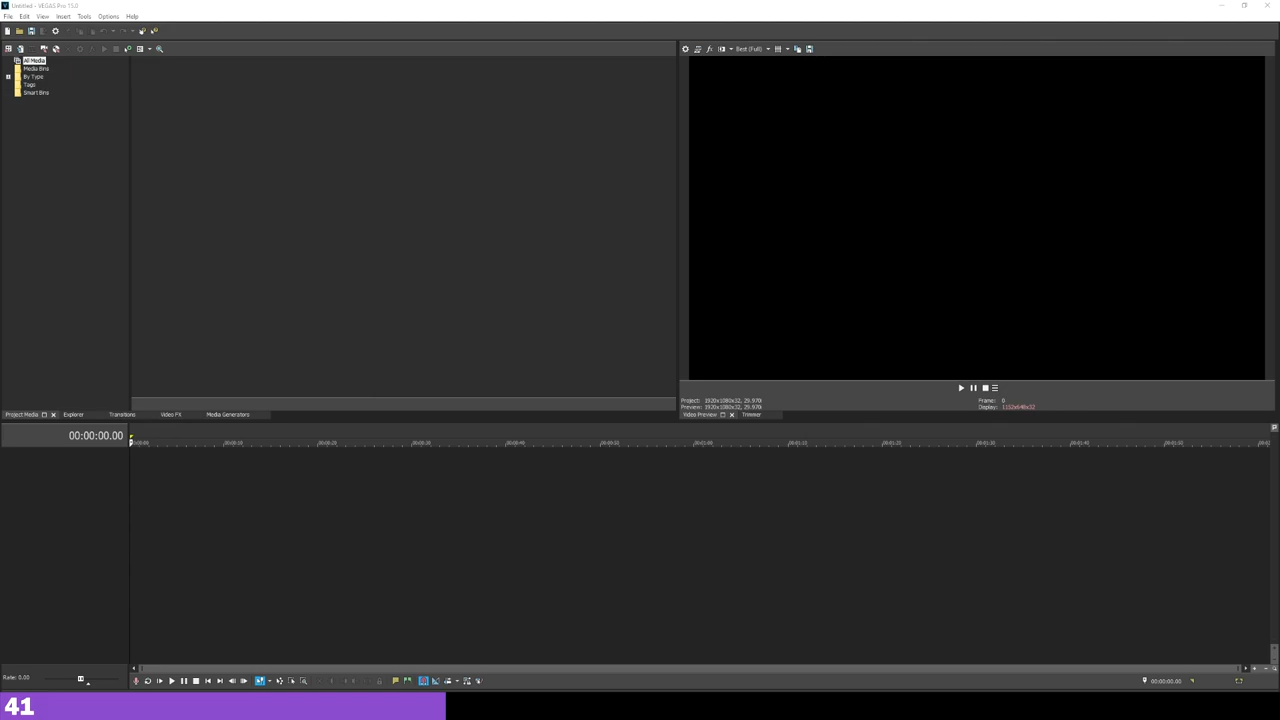 Untitled - VEGAS Pro 15.0
File Edit View Insert Tools Options Help
Best (Full)
All Media
Media Bins
By Type
Tags
Smart Bins
Project: 1920x1080x32, 29.970i
Frame: 0
Preview: 1920x1080x32, 29.970i
Display: 1152x648x32
Project Media Explorer Transitions Video FX Media Generators
Video Preview Trimmer
00:00:00.00
Rate: 0.00
00:00:00.00
41